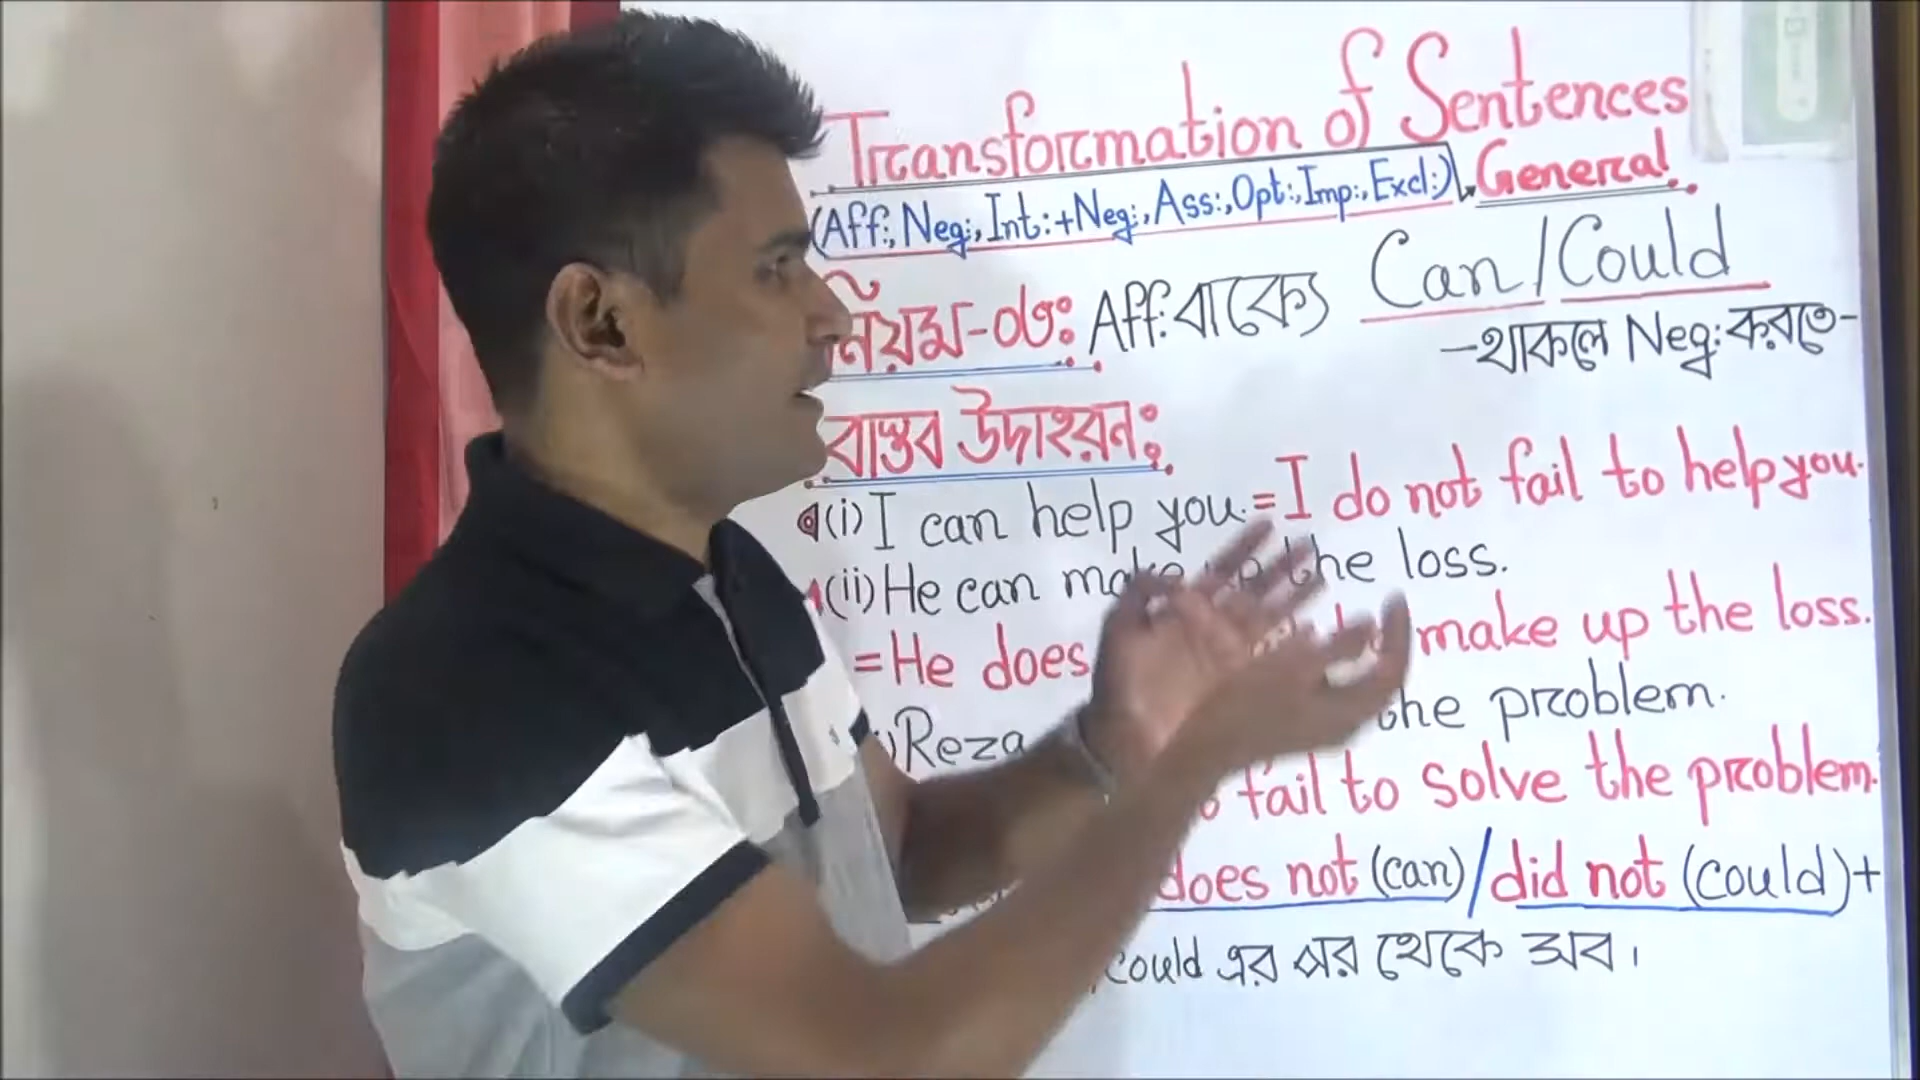 Transformation of Sentences
(Aff:, Neg:, Int:+Neg:, Ass:, Opt:, Imp:, Excl:) General
নিয়ম-০৩ঃ Aff: বাক্যে Can/Could
-থাকলে Neg: করতে-
বাস্তব উদাহরনঃ
(i) I can help you. = I do not fail to help you.
(ii) He can make up the loss.
= He does make up the loss.
Reza the problem.
fail to solve the problem.
does not (can)/did not (could)+
could এর পর থেকে সব।